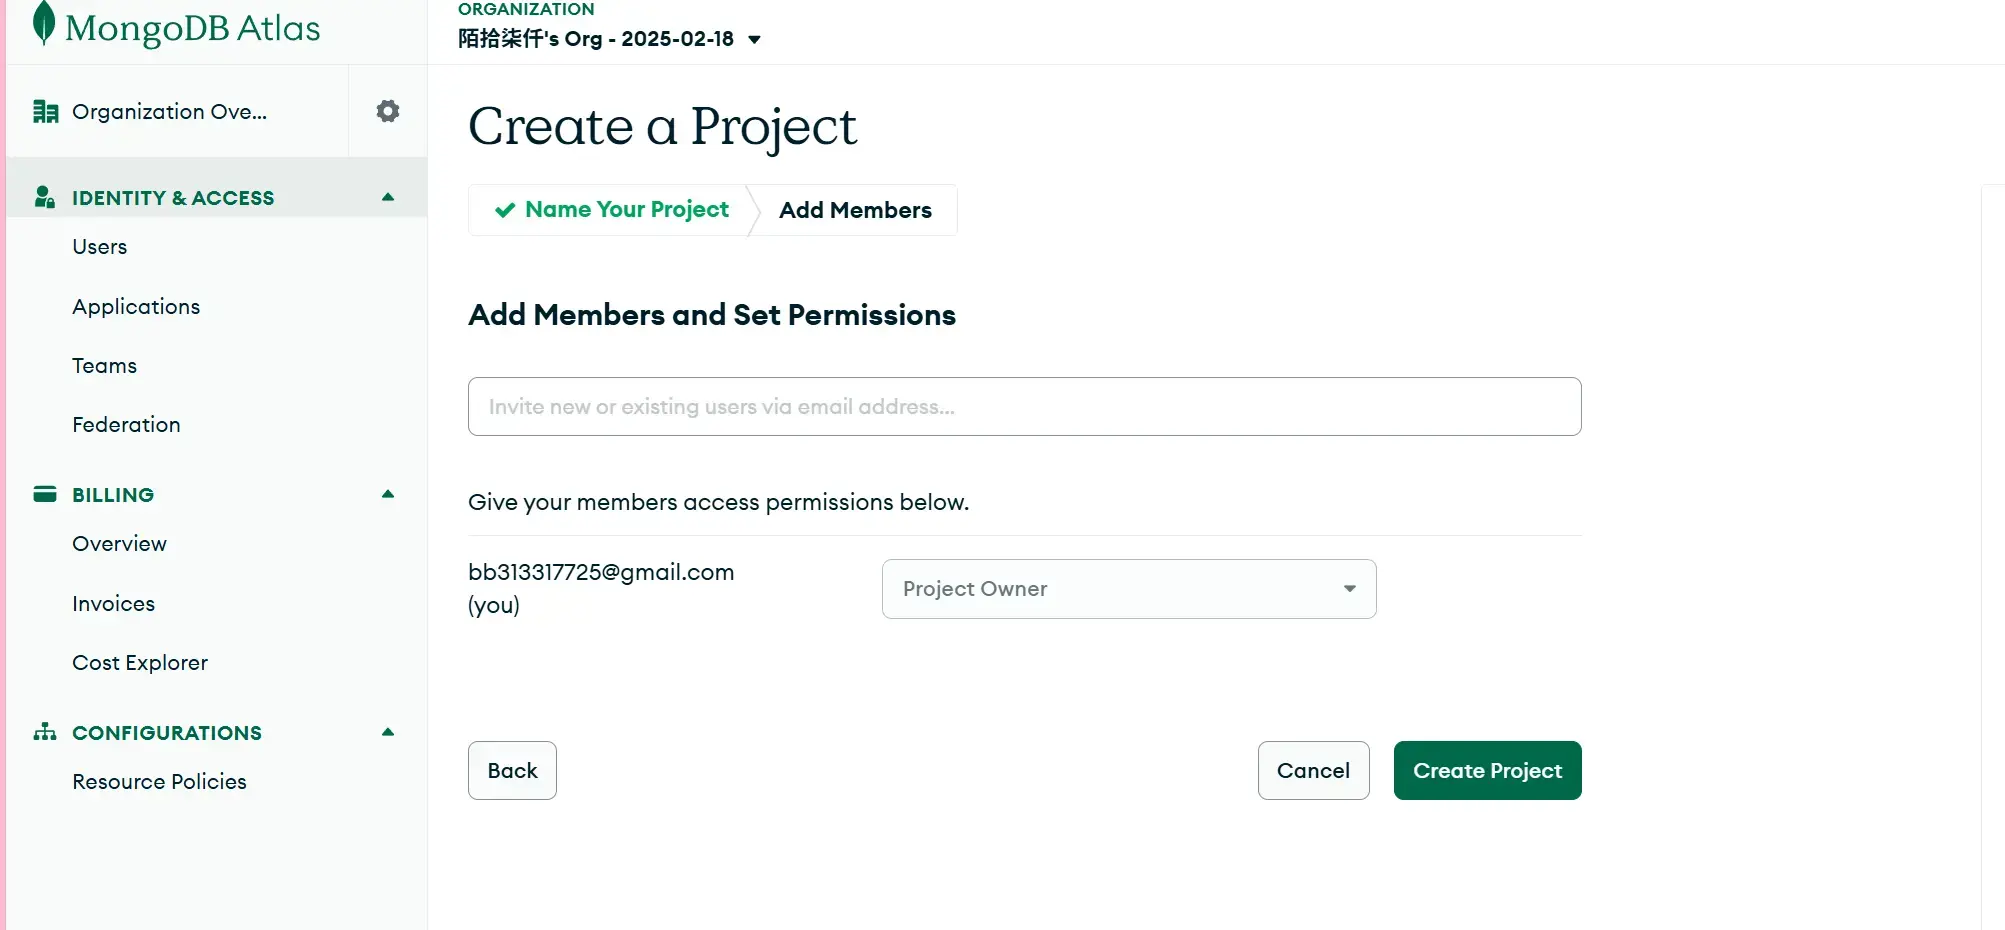 MongoDB Atlas
ORGANIZATION
陌拾柒仟's Org - 2025-02-18
Organization Ove...
IDENTITY & ACCESS
Users
Applications
Teams
Federation
BILLING
Overview
Invoices
Cost Explorer
CONFIGURATIONS
Resource Policies
Create a Project
Name Your Project
Add Members
Add Members and Set Permissions
Invite new or existing users via email address...
Give your members access permissions below.
bb313317725@gmail.com
(you)
Project Owner
Back
Cancel
Create Project